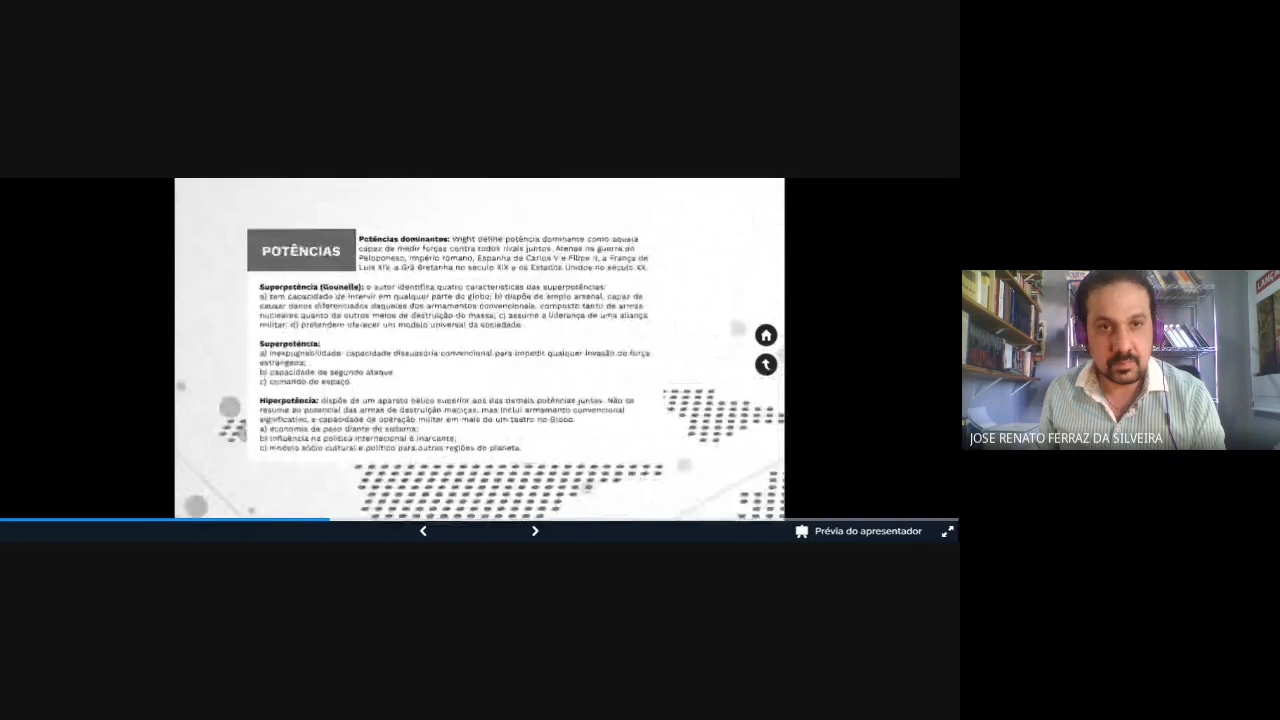 POTÊNCIAS
Potências dominantes: Wight define potência dominante como aquela
capaz de medir forças contra todos rivais juntos. Atenas na guerra do
Peloponeso, Império romano, Espanha de Carlos V e Filipe II, a França de
Luis XIV, a Grã Bretanha no século XIX e os Estados Unidos no século XX.
Superpotência (Gounelle): o autor identifica quatro características das superpotências:
a) tem capacidade de intervir em qualquer parte do globo; b) dispõe de amplo arsenal, capaz de
causar danos diferenciados daqueles dos armamentos convencionais, composto tanto de armas
nucleares quanto de outros meios de destruição de massa; c) assume a liderança de uma aliança
militar; d) pretendem oferecer um modelo universal da sociedade.
Superpotência:
a) inexpugnabilidade: capacidade dissuasória convencional para impedir qualquer invasão de força
estrangeira;
b) capacidade de segundo ataque
c) comando do espaço
Hiperpotência: dispõe de um aparato bélico superior aos das demais potências juntas. Não se
resume ao potencial das armas de destruição maciças, mas inclui armamento convencional
significativo, e capacidade de operação militar em mais de um teatro no Globo.
a) economia de peso diante de sistema;
b) influência na política internacional é marcante;
c) modelo sócio-cultural e político para outras regiões do planeta.
Prévia do apresentador
LANÇ
JOSE RENATO FERRAZ DA SILVEIRA